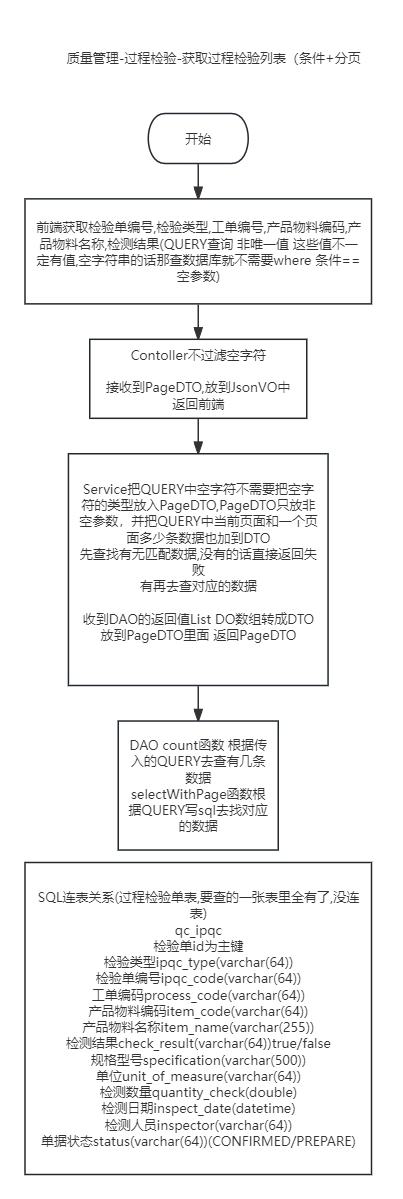 质量管理-过程检验-获取过程检验列表（条件+分页
开始
前端获取检验单编号,检验类型,工单编号,产品物料编码,产
品物料名称,检测结果(QUERY查询 非唯一值 这些值不一
定有值,空字符串的话那查数据库就不需要where 条件==
空参数)
Contoller不过滤空字符
接收到PageDTO,放到JsonVO中
返回前端
Service把QUERY中空字符不需要把空字
符的类型放入PageDTO,PageDTO只放非
空参数，并把QUERY中当前页面和一个页
面多少条数据也加到DTO
先查找有无匹配数据,没有的话直接返回失
败
有再去查对应的数据
收到DAO的返回值List DO数组转成DTO
放到PageDTO里面 返回PageDTO
DAO count函数 根据传
入的QUERY去查有几条
数据
selectWithPage函数根
据QUERY写sql去找对应
的数据
SQL连表关系(过程检验单表,要查的一张表里全有了,没连
表)
qc_ipqc
检验单id为主键
检验类型ipqc_type(varchar(64))
检验单编号ipqc_code(varchar(64))
工单编码process_code(varchar(64))
产品物料编码item_code(varchar(64))
产品物料名称item_name(varchar(255))
检测结果check_result(varchar(64))true/false
规格型号specification(varchar(500))
单位unit_of_measure(varchar(64))
检测数量quantity_check(double)
检测日期inspect_date(datetime)
检测人员inspector(varchar(64))
单据状态status(varchar(64))(CONFIRMED/PREPARE)